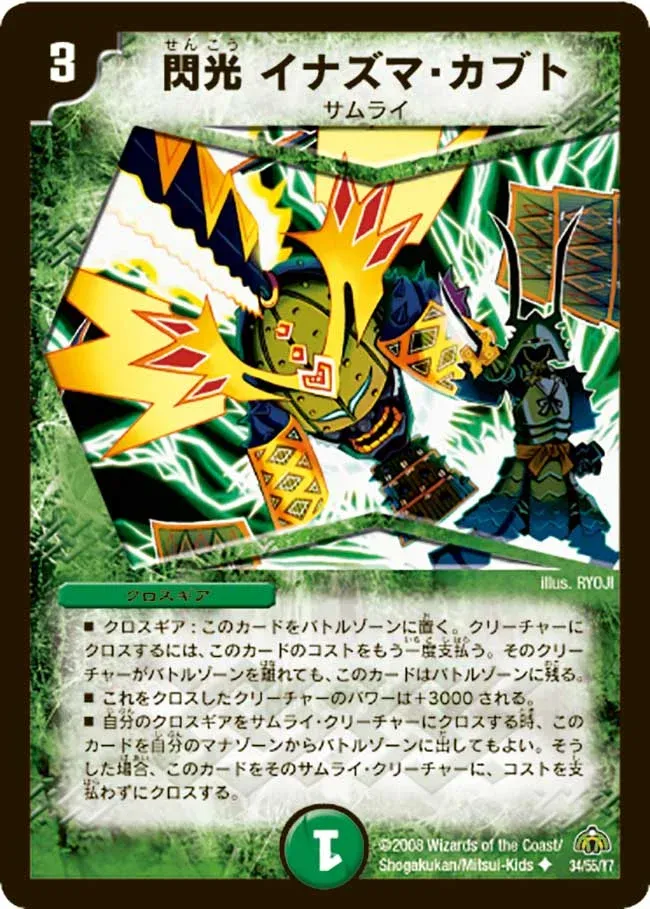 3
せんこう
閃光 イナズマ・カブト
サムライ
illus. RYOJI
クロスギア
■ クロスギア：このカードをバトルゾーンに置く。クリーチャーに
クロスするには、このカードのコストをもう一度支払う。そのクリー
チャーがバトルゾーンを離れても、このカードはバトルゾーンに残る。
■ これをクロスしたクリーチャーのパワーは+3000 される。
■ 自分のクロスギアをサムライ・クリーチャーにクロスする時、この
カードを自分のマナゾーンからバトルゾーンに出してもよい。そう
した場合、このカードをそのサムライ・クリーチャーに、コストを支
払わずにクロスする。
1
©2008 Wizards of the Coast/
Shogakukan/Mitsui-Kids ◆ 34/55/Y7